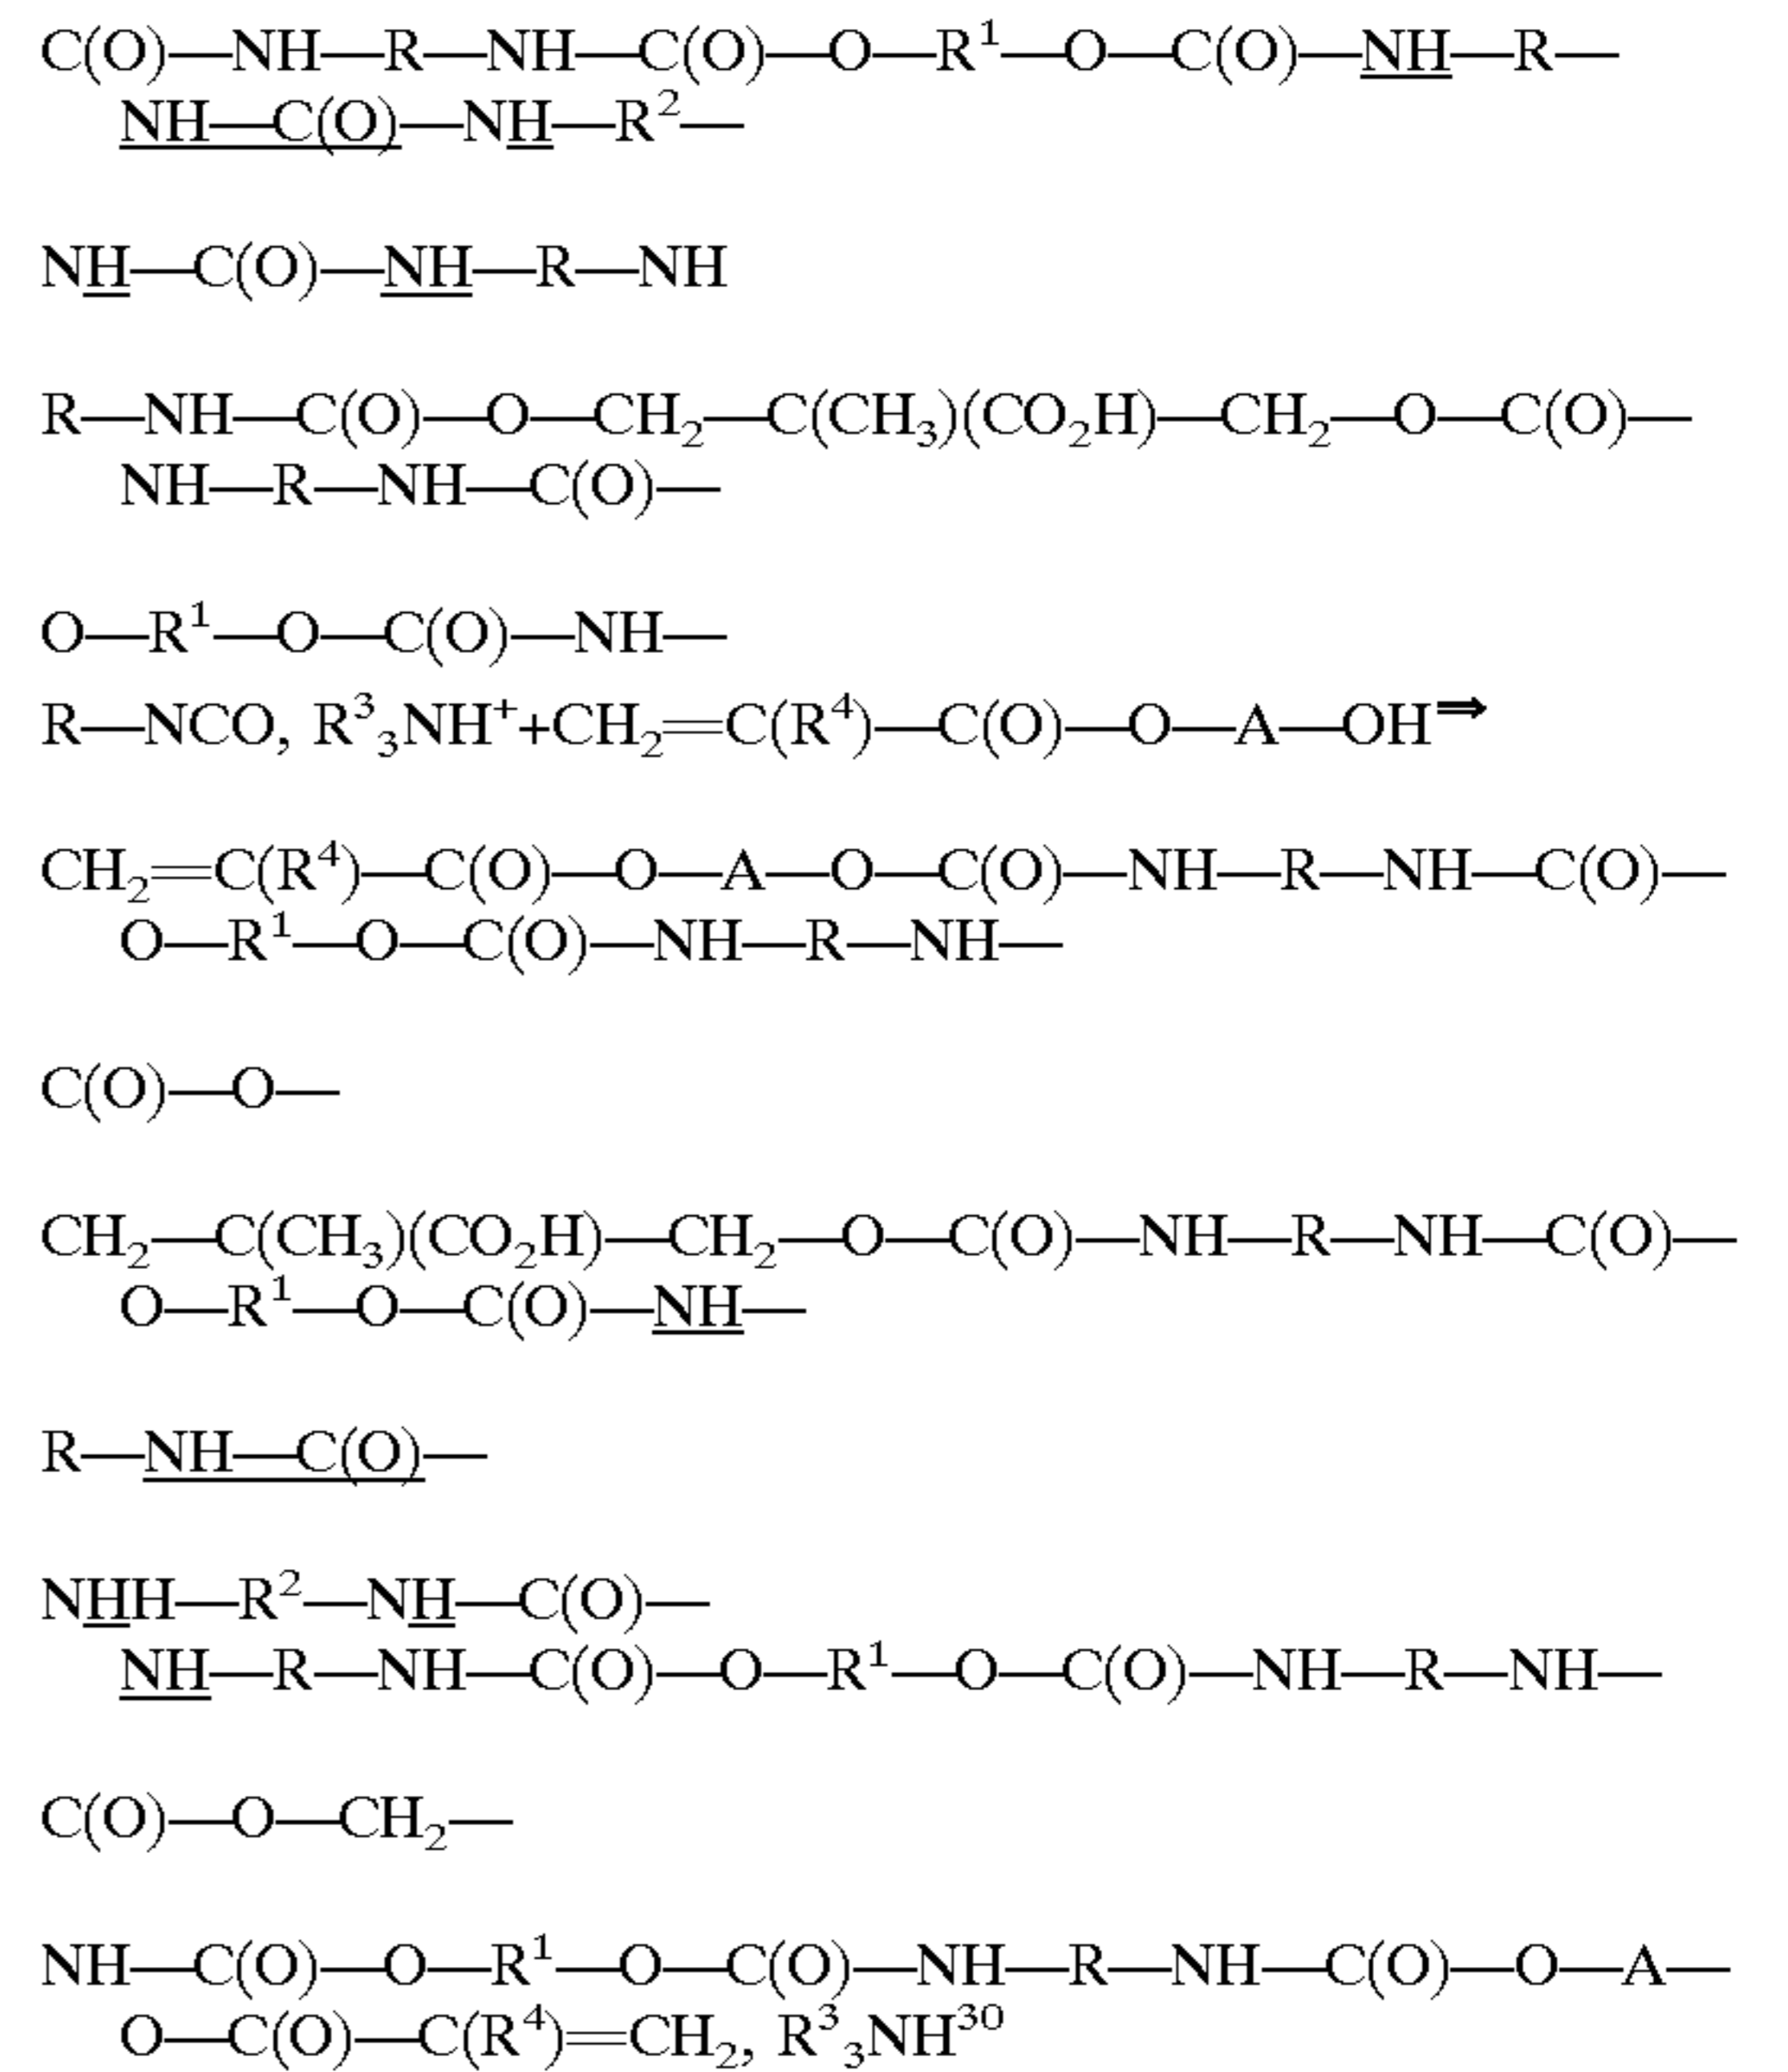 C(O)—NH—R—NH—C(O)—O—R¹—O—C(O)—NH—R—
NH—C(O)—NH—R²—
NH—C(O)—NH—R—NH
R—NH—C(O)—O—CH₂—C(CH₃)(CO₂H)—CH₂—O—C(O)—
NH—R—NH—C(O)—
O—R¹—O—C(O)—NH—
R—NCO, R³₃NH⁺+CH₂=C(R⁴)—C(O)—O—A—OH⇒
CH₂=C(R⁴)—C(O)—O—A—O—C(O)—NH—R—NH—C(O)—
O—R¹—O—C(O)—NH—R—NH—
C(O)—O—
CH₂—C(CH₃)(CO₂H)—CH₂—O—C(O)—NH—R—NH—C(O)—
O—R¹—O—C(O)—NH—
R—NH—C(O)—
NHH—R²—NH—C(O)—
NH—R—NH—C(O)—O—R¹—O—C(O)—NH—R—NH—
C(O)—O—CH₂—
NH—C(O)—O—R¹—O—C(O)—NH—R—NH—C(O)—O—A—
O—C(O)—C(R⁴)=CH₂, R³₃NH³⁰